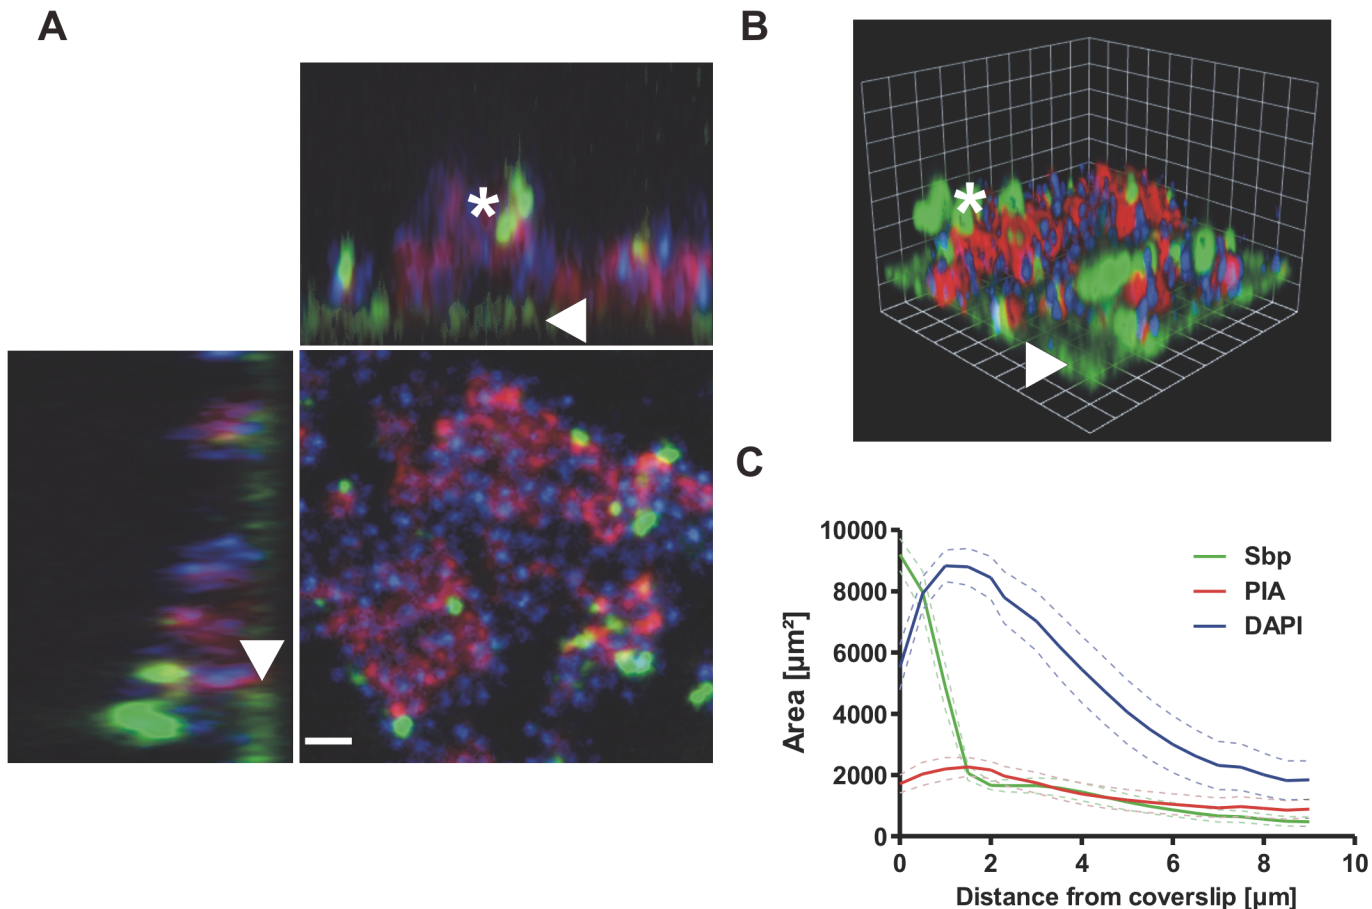 A
B
C
10000
8000
6000
4000
2000
0
Area [µm²]
Sbp
PIA
DAPI
0 2 4 6 8 10
Distance from coverslip [µm]